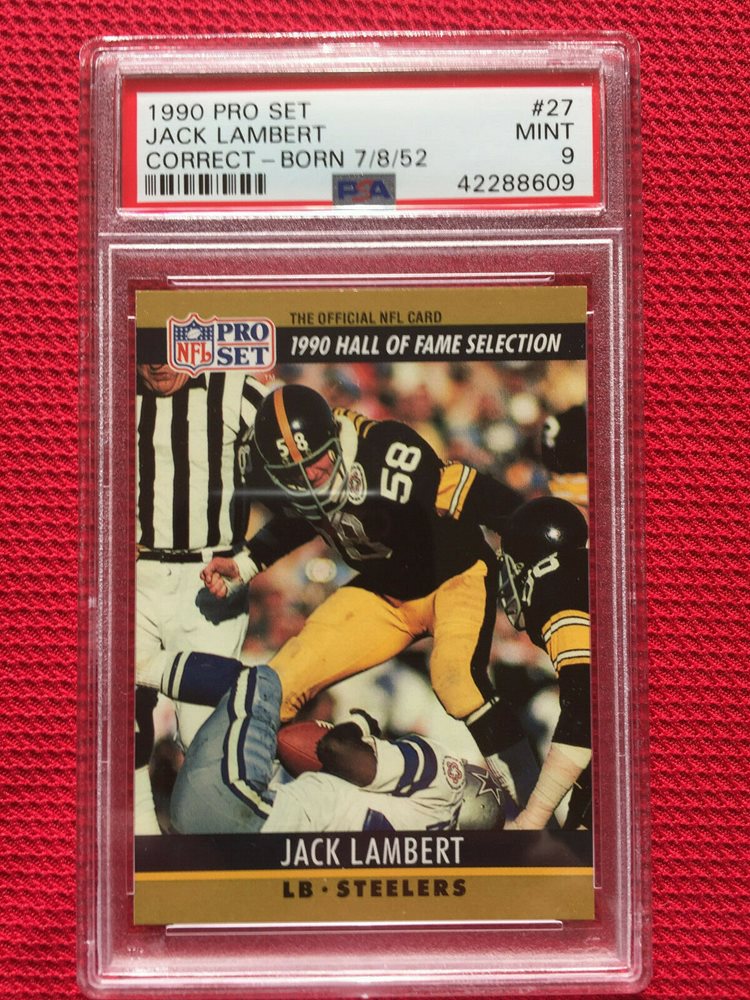 1990 PRO SET #27
JACK LAMBERT MINT
CORRECT - BORN 7/8/52 9
PSA 42288609
THE OFFICIAL NFL CARD
NFL PRO SET
1990 HALL OF FAME SELECTION
58
58
58
JACK LAMBERT
LB • STEELERS